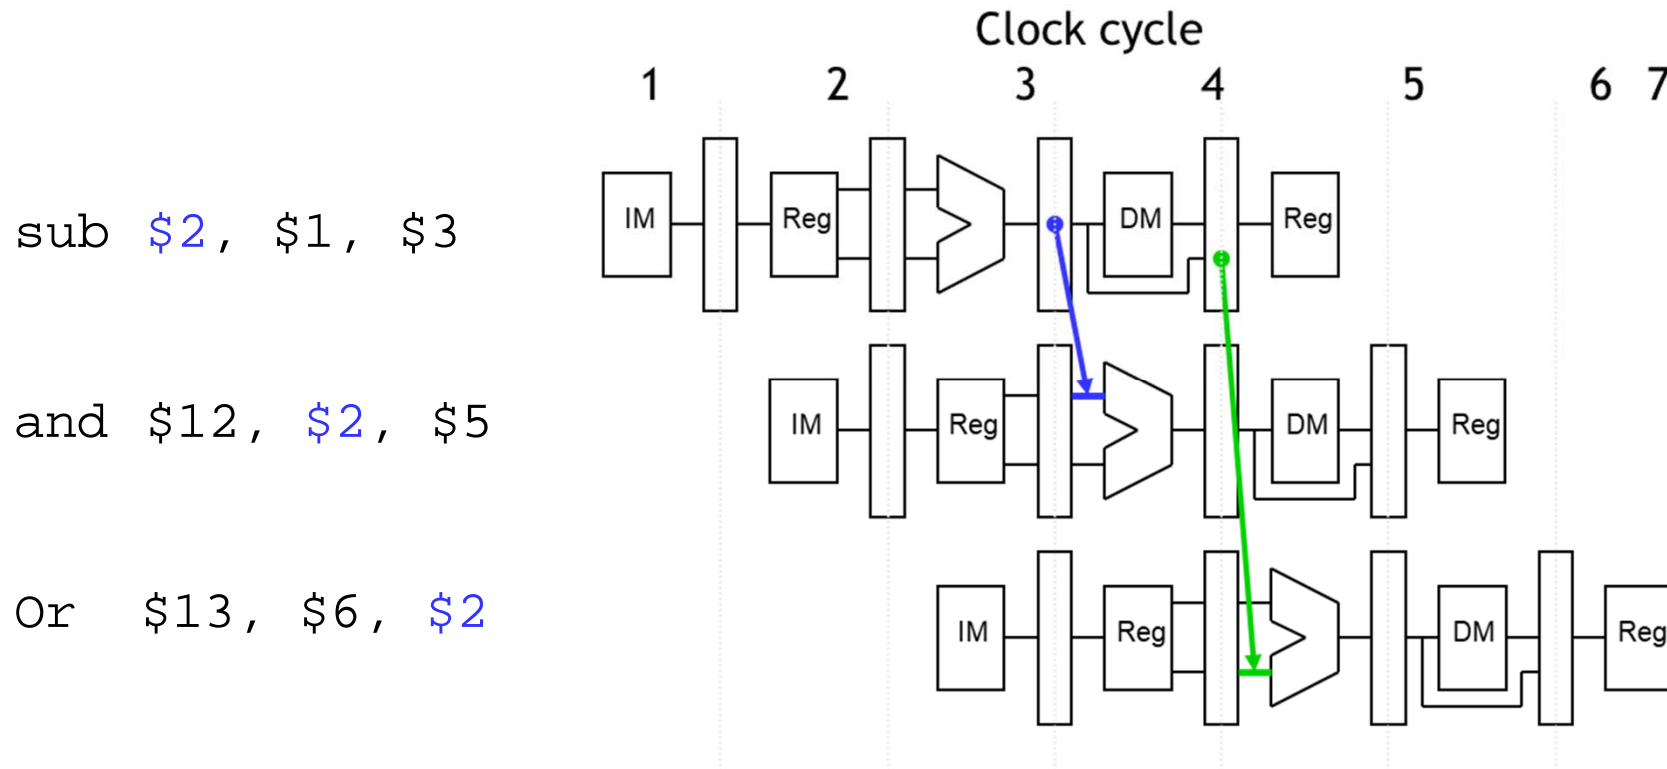 Clock cycle
1 2 3 4 5 6 7
sub $2, $1, $3
IM Reg DM Reg
and $12, $2, $5
IM Reg DM Reg
Or $13, $6, $2
IM Reg DM Reg